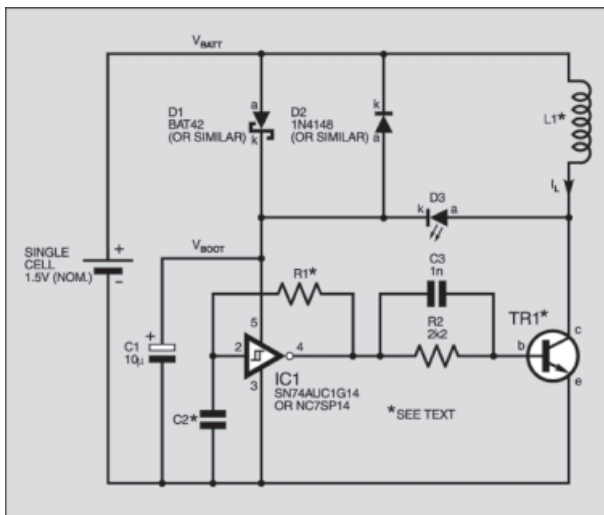 VBATT
D1
BAT42
(OR SIMILAR)
a
k
D2
1N4148
(OR SIMILAR)
k
a
L1*
IL
D3
k
a
SINGLE
CELL
1.5V (NOM.)
+
−
VBOOT
R1*
C3
1n
R2
2k2
TR1*
c
b
e
C1
10µ
+
5
2
4
3
IC1
SN74AUC1G14
OR NC7SP14
C2*
*SEE TEXT